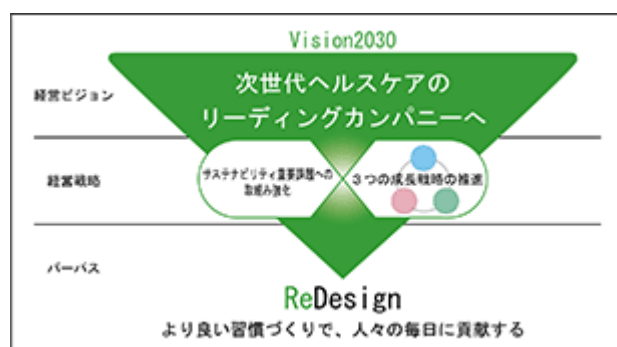 Vision2030
経営ビジョン
次世代ヘルスケアの
リーディングカンパニーへ
経営戦略
サステナビリティ重要課題への
取組み強化
3つの成長戦略の推進
パーパス
ReDesign
より良い習慣づくりで、人々の毎日に貢献する